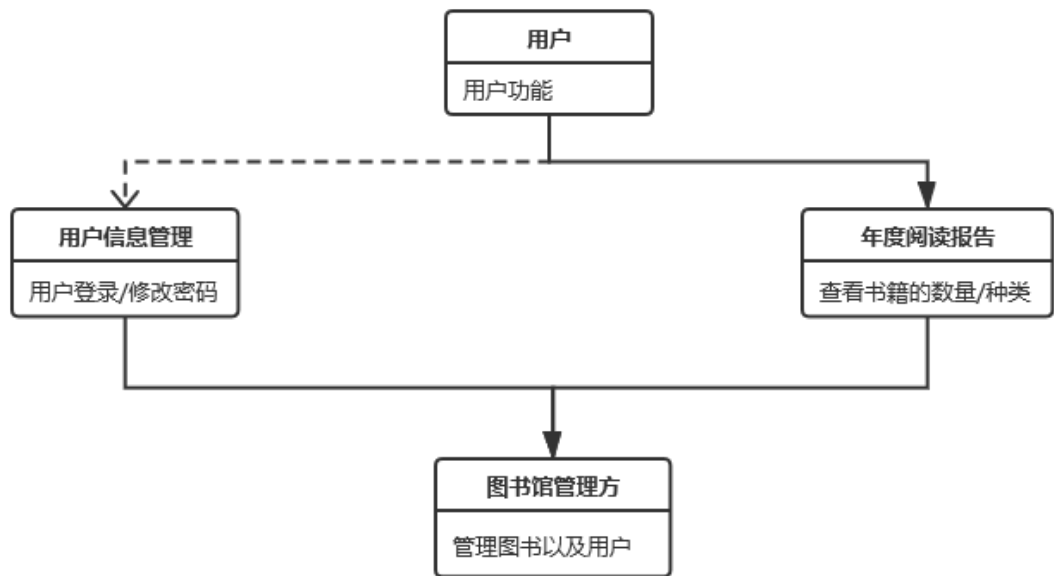 用户
用户功能
用户信息管理
用户登录/修改密码
年度阅读报告
查看书籍的数量/种类
图书馆管理方
管理图书以及用户